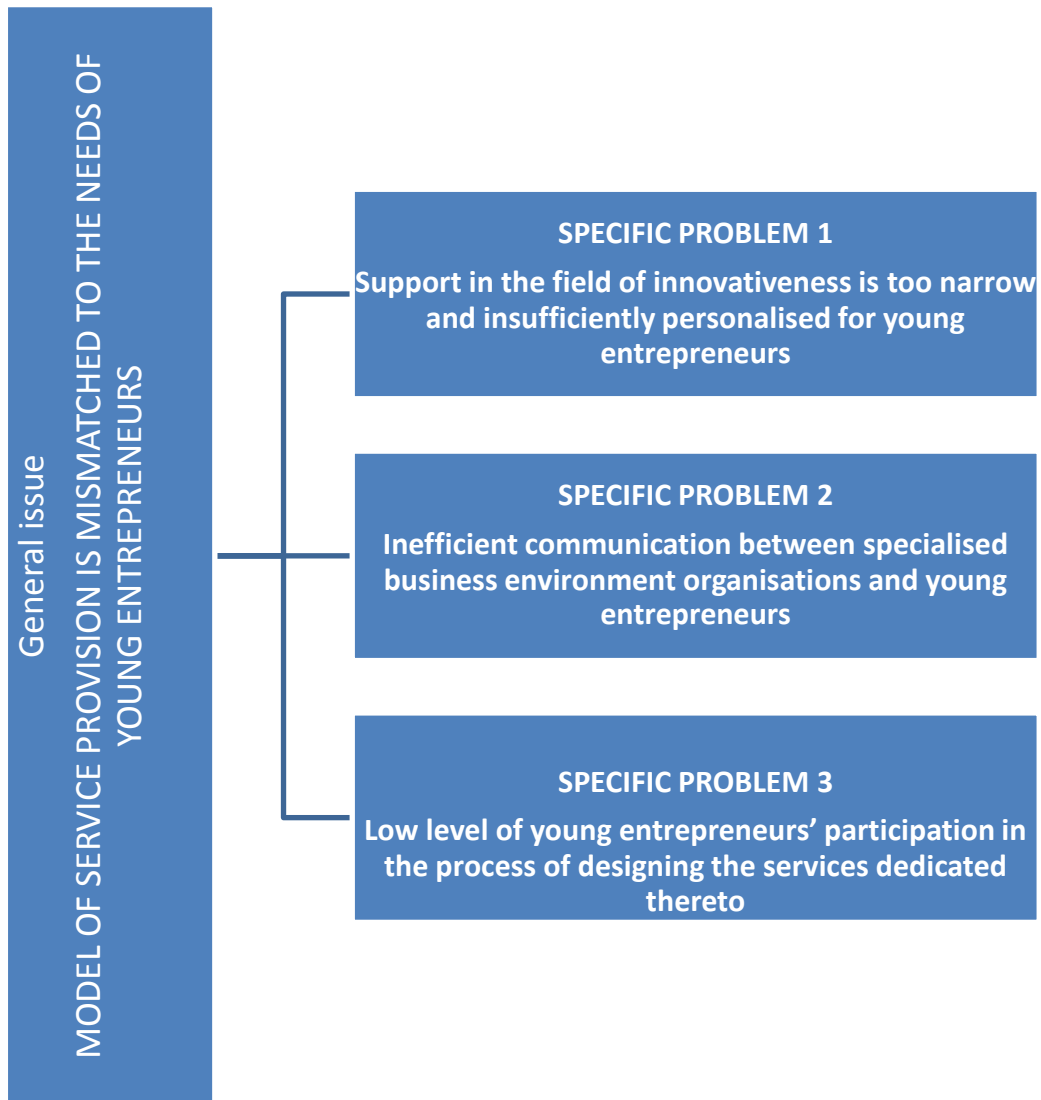 General issue
MODEL OF SERVICE PROVISION IS MISMATCHED TO THE NEEDS OF
YOUNG ENTREPRENEURS
SPECIFIC PROBLEM 1
Support in the field of innovativeness is too narrow
and insufficiently personalised for young
entrepreneurs
SPECIFIC PROBLEM 2
Inefficient communication between specialised
business environment organisations and young
entrepreneurs
SPECIFIC PROBLEM 3
Low level of young entrepreneurs’ participation in
the process of designing the services dedicated
thereto